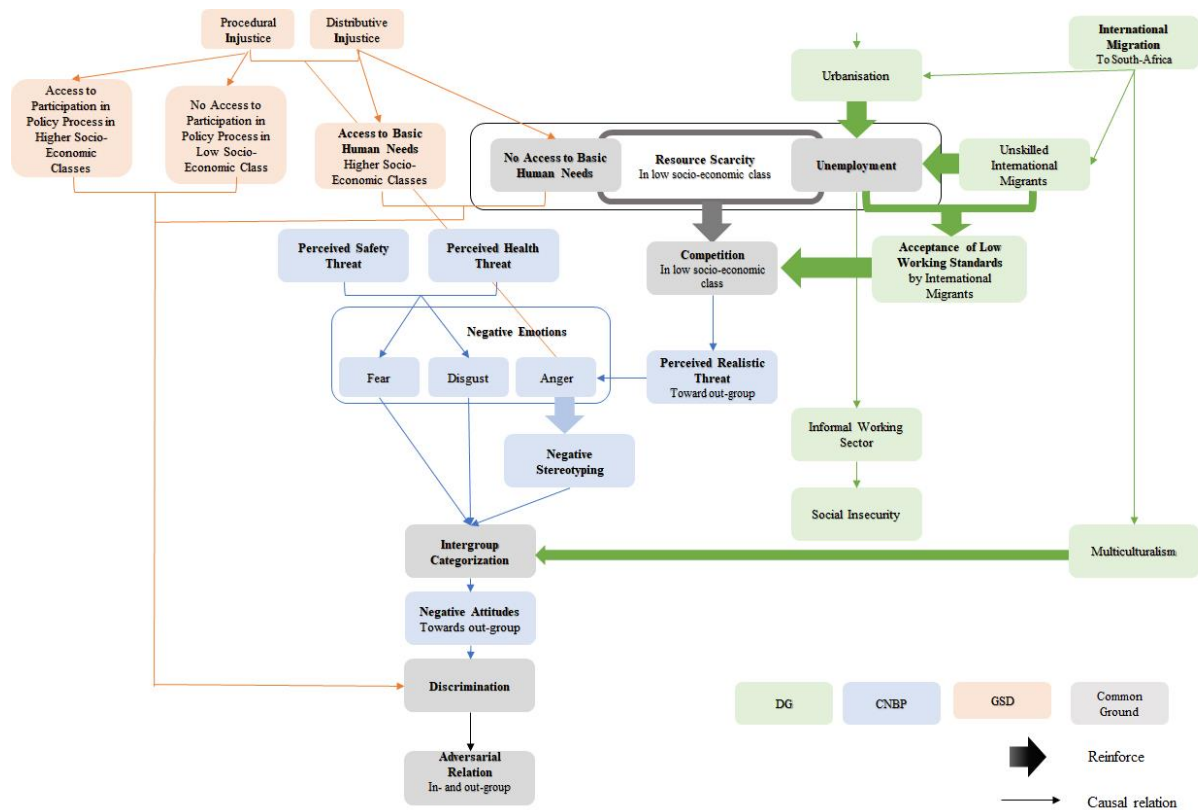 Procedural
Injustice
Distributive
Injustice
International
Migration
To South-Africa
Urbanisation
Access to
Participation in
Policy Process in
Higher Socio-
Economic
Classes
No Access to
Participation in
Policy Process in
Low Socio-
Economic Class
Access to Basic
Human Needs
Higher Socio-
Economic Classes
No Access to Basic
Human Needs
Resource Scarcity
In low socio-economic
class
Unemployment
Unskilled
International
Migrants
Perceived Safety
Threat
Perceived Health
Threat
Competition
In low socio-economic
class
Acceptance of Low
Working Standards
by International
Migrants
Negative Emotions
Fear
Disgust
Anger
Perceived Realistic
Threat
Toward out-group
Negative
Stereotyping
Informal Working
Sector
Social Insecurity
Intergroup
Categorization
Multiculturalism
Negative Attitudes
Towards out-group
Discrimination
Adversarial
Relation
In- and out-group
DG
CNBP
GSD
Common
Ground
Reinforce
Causal relation